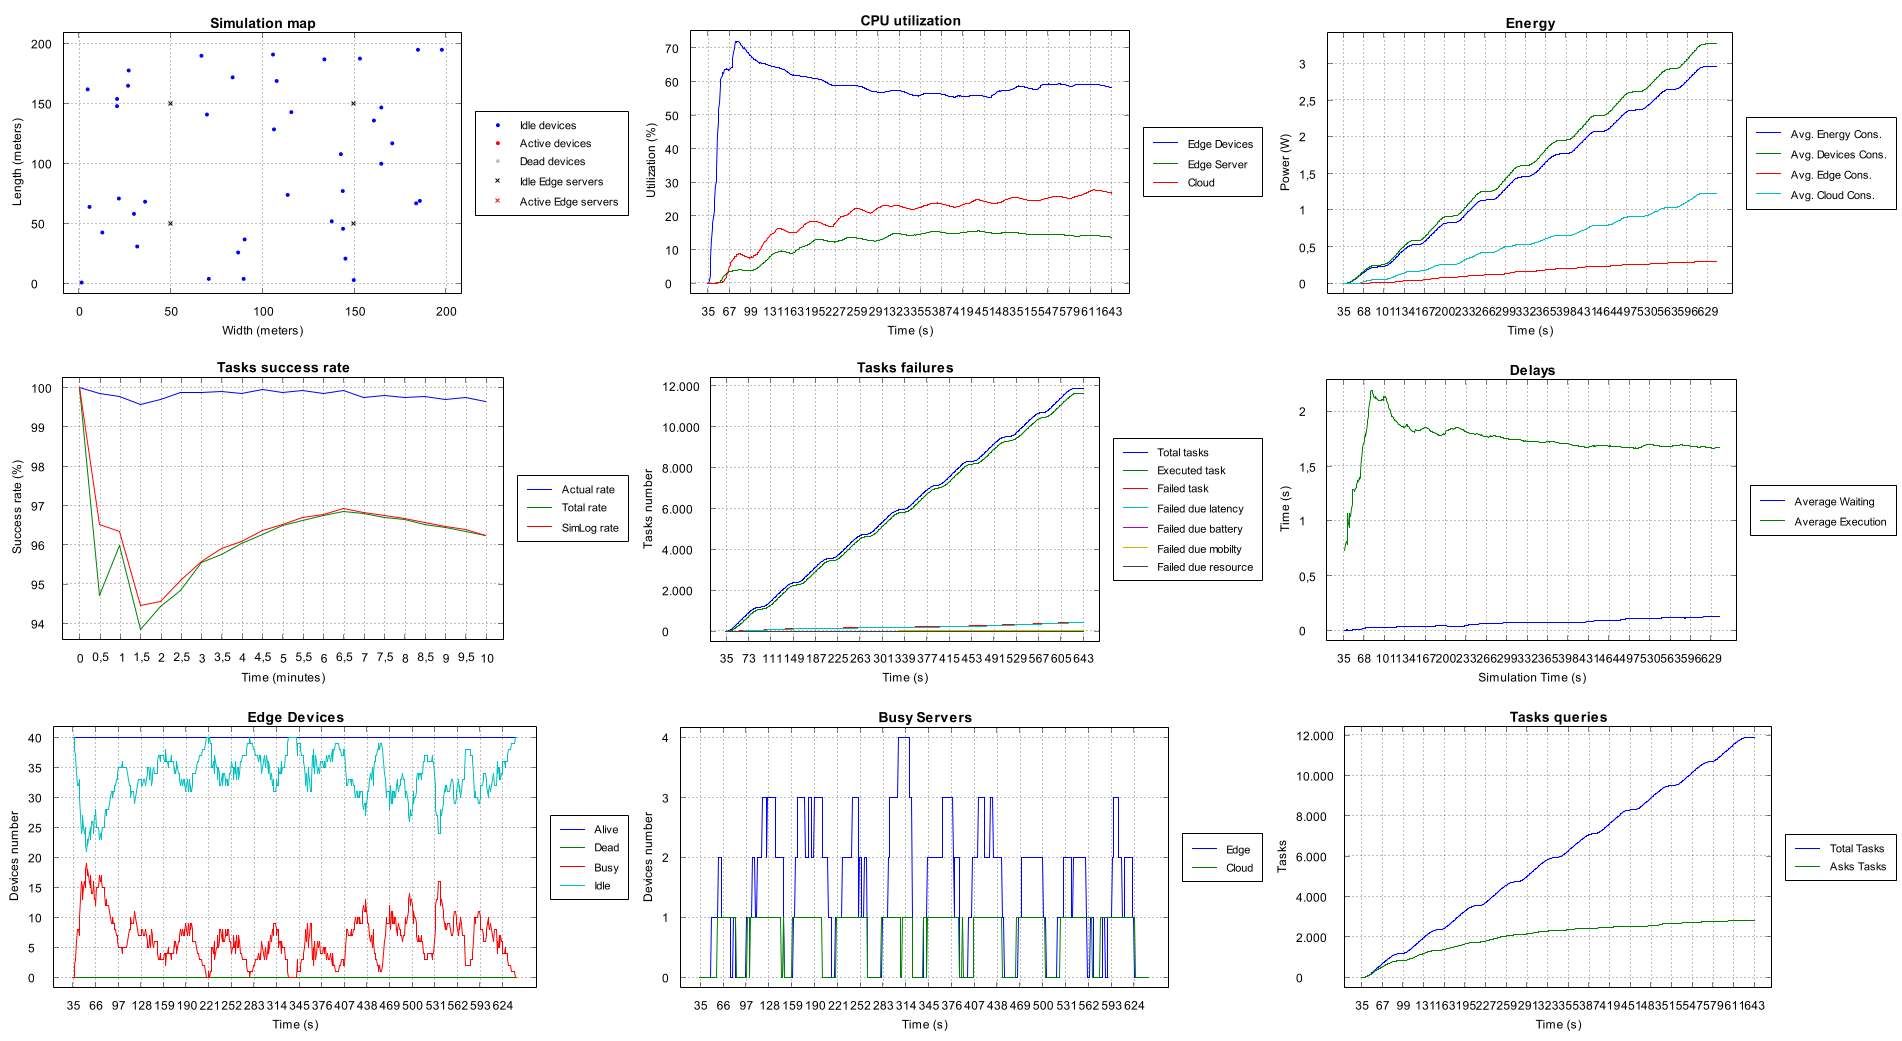 Simulation map
Length (meters)
200
150
100
50
0
0 50 100 150 200
Width (meters)
Idle devices
Active devices
Dead devices
Idle Edge servers
Active Edge servers
CPU utilization
Utilization (%)
70
60
50
40
30
20
10
0
35 67 99 131163195227259291323355387419451483515547579611643
Time (s)
Edge Devices
Edge Server
Cloud
Energy
Power (W)
3
2,5
2
1,5
1
0,5
0
35 68 101134167200233266299332365398431464497530563596629
Time (s)
Avg. Energy Cons.
Avg. Devices Cons.
Avg. Edge Cons.
Avg. Cloud Cons.
Tasks success rate
Success rate (%)
100
99
98
97
96
95
94
0 0,5 1 1,5 2 2,5 3 3,5 4 4,5 5 5,5 6 6,5 7 7,5 8 8,5 9 9,5 10
Time (minutes)
Actual rate
Total rate
SimLog rate
Tasks failures
Tasks number
12.000
10.000
8.000
6.000
4.000
2.000
0
35 73 111 149 187 225 263 301 339 377 415 453 491 529 567 605 643
Time (s)
Total tasks
Executed task
Failed task
Failed due latency
Failed due battery
Failed due mobilty
Failed due resource
Delays
Time (s)
2
1,5
1
0,5
0
35 68 101134167200233266299332365398431464497530563596629
Simulation Time (s)
Average Waiting
Average Execution
Edge Devices
Devices number
40
35
30
25
20
15
10
5
0
35 66 97 128 159 190 221 252 283 314 345 376 407 438 469 500 531 562 593 624
Time (s)
Alive
Dead
Busy
Idle
Busy Servers
Devices number
4
3
2
1
0
35 66 97 128 159 190 221 252 283 314 345 376 407 438 469 500 531 562 593 624
Time (s)
Edge
Cloud
Tasks queries
Tasks
12.000
10.000
8.000
6.000
4.000
2.000
0
35 67 99 131163195227259291323355387419451483515547579611643
Time (s)
Total Tasks
Asks Tasks